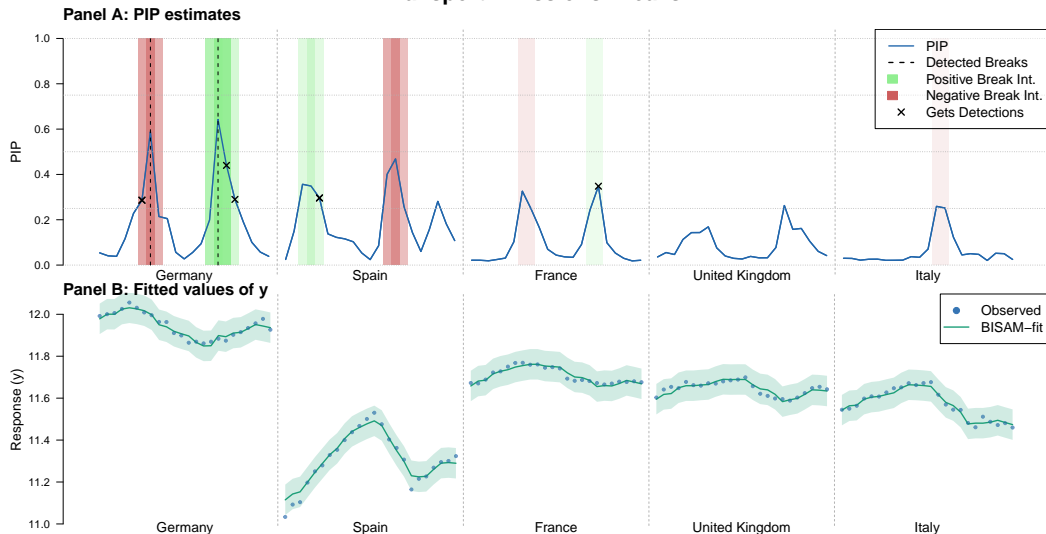 Panel A: PIP estimates
1.0
0.8
0.6
0.4
0.2
0.0
PIP
PIP
Detected Breaks
Positive Break Int.
Negative Break Int.
Gets Detections
Germany
Spain
France
United Kingdom
Italy
Panel B: Fitted values of y
12.0
11.8
11.6
11.4
11.2
11.0
Response (y)
Observed
BISAM−fit
Germany
Spain
France
United Kingdom
Italy